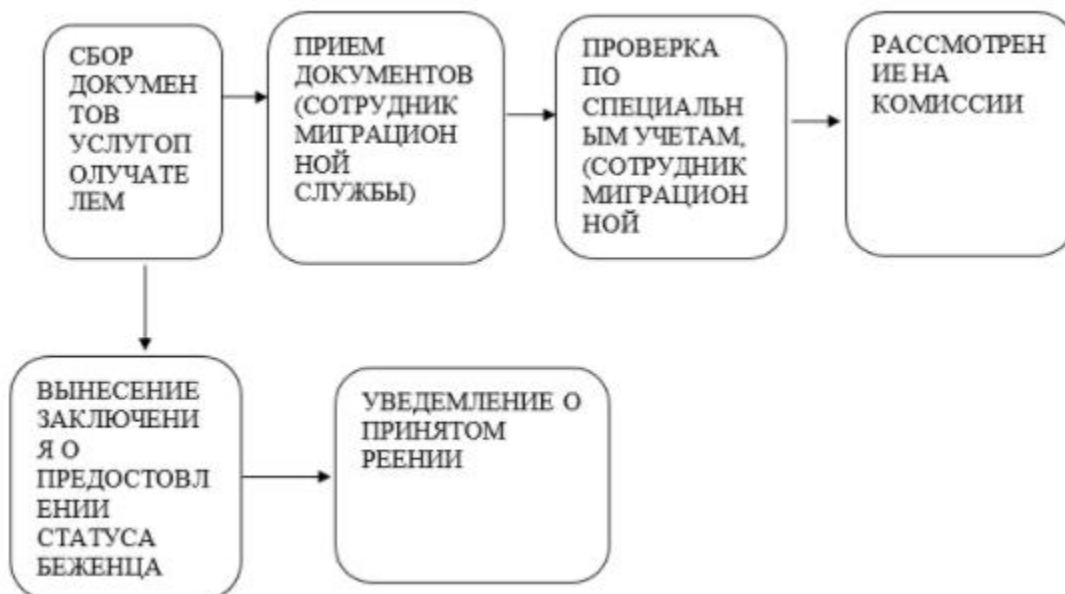 СБОР
ДОКУМЕН
ТОВ
УСЛУГОП
ОЛУЧАТЕ
ЛЕМ
ПРИЕМ
ДОКУМЕНТОВ
(СОТРУДНИК
МИГРАЦИОН
НОЙ
СЛУЖБЫ)
ПРОВЕРКА
ПО
СПЕЦИАЛЬН
ЫМ УЧЕТАМ,
(СОТРУДНИК
МИГРАЦИОН
НОЙ
РАССМОТРЕН
ИЕ НА
КОМИССИИ
ВЫНЕСЕНИЕ
ЗАКЛЮЧЕНИ
Я О
ПРЕДОСТОВЛ
ЕНИИ
СТАТУСА
БЕЖЕНЦА
УВЕДЕМЛЕНИЕ О
ПРИНЯТОМ
РЕЕНИИ